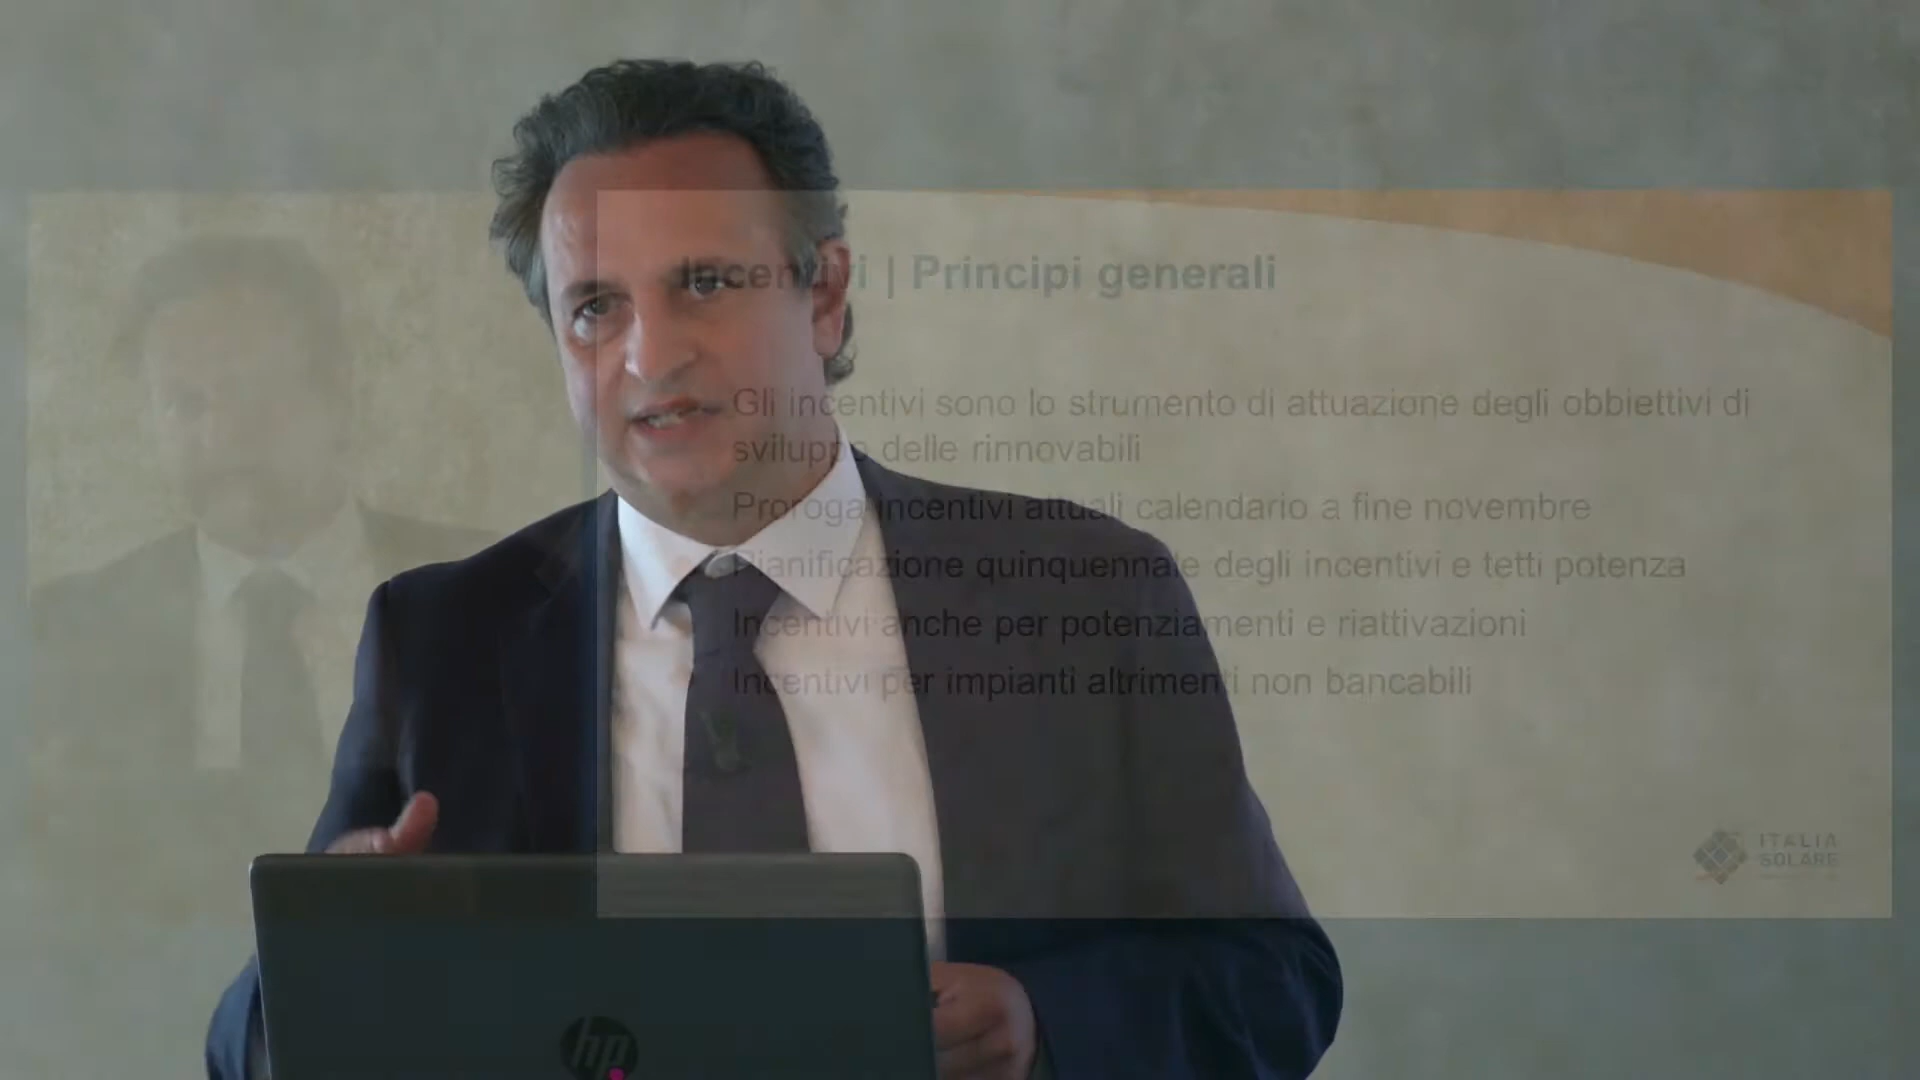 Incentivi | Principi generali
Gli incentivi sono lo strumento di attuazione degli obbiettivi di
sviluppo delle rinnovabili
Proroga incentivi attuali calendario a fine novembre
Pianificazione quinquennale degli incentivi e tetti potenza
Incentivi anche per potenziamenti e riattivazioni
Incentivi per impianti altrimenti non bancabili
ITALIA
SOLARE
hp